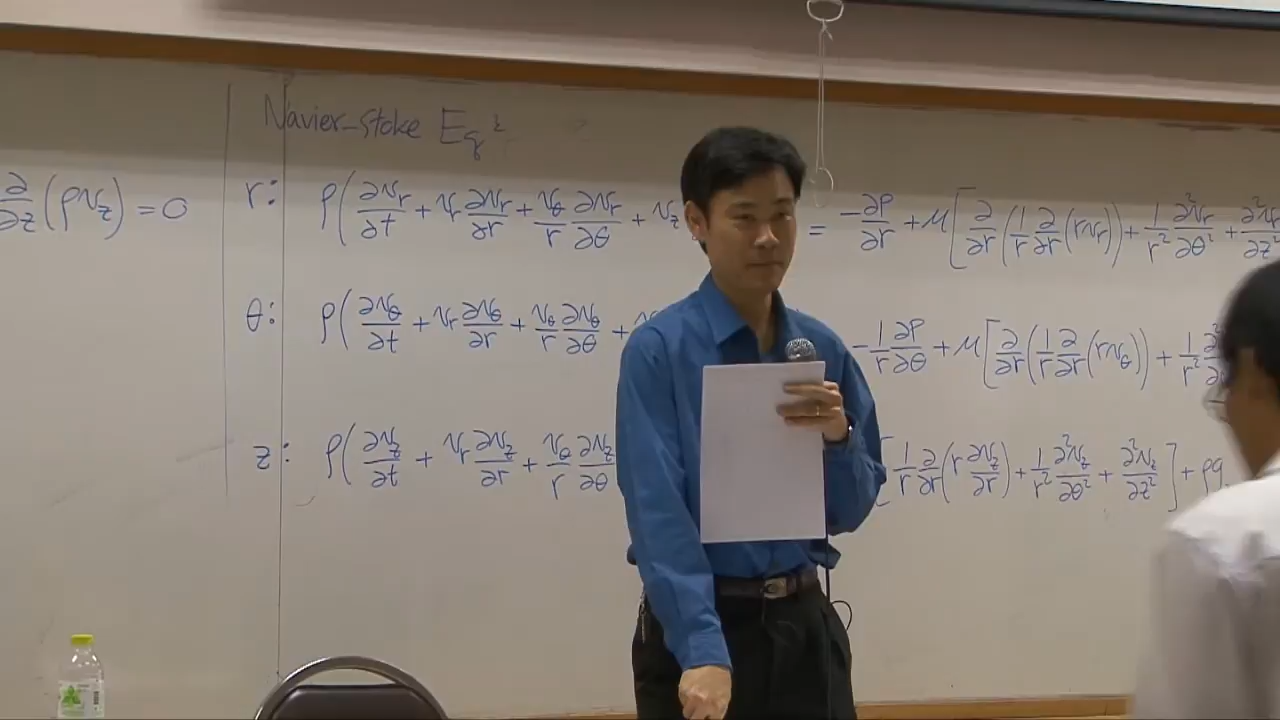 Navier-Stoke Eqⁿ
∂/∂z (ρv_z) = 0
r: ρ(∂v_r/∂t + v_r ∂v_r/∂r + v_θ/r ∂v_r/∂θ + v_z = -∂P/∂r + μ[∂/∂r (1/r ∂/∂r (rv_r)) + 1/r² ∂²v_r/∂θ² + ∂²v_r/∂z²
θ: ρ(∂v_θ/∂t + v_r ∂v_θ/∂r + v_θ/r ∂v_θ/∂θ + -1/r ∂P/∂θ + μ[∂/∂r (1/r ∂/∂r (rv_θ)) + 1/r²
z: ρ(∂v_z/∂t + v_r ∂v_z/∂r + v_θ/r ∂v_z/∂θ [1/r ∂/∂r (r ∂v_z/∂r) + 1/r² ∂²v_z/∂θ² + ∂²v_z/∂z²] + ρg